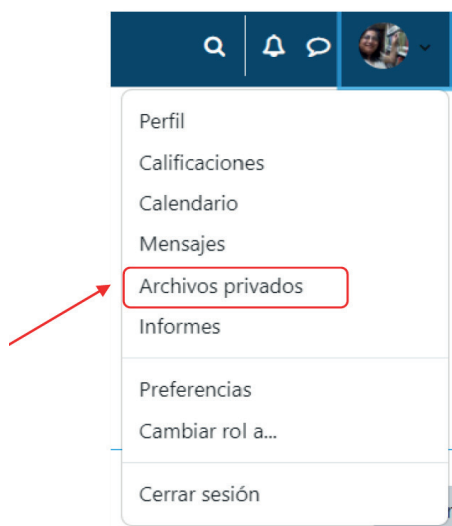 Perfil
Calificaciones
Calendario
Mensajes
Archivos privados
Informes
Preferencias
Cambiar rol a...
Cerrar sesión